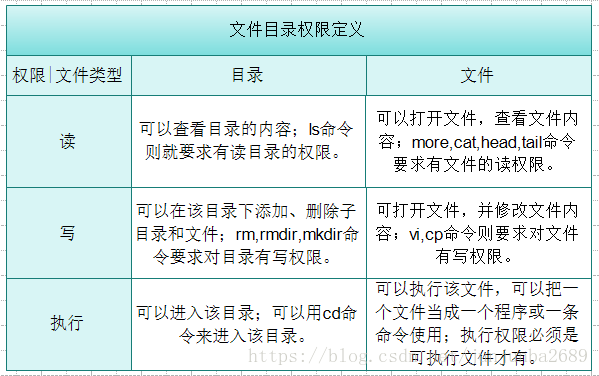 文件目录权限定义
权限|文件类型
目录
文件
读
可以查看目录的内容；ls命令
则就要求有读目录的权限。
可以打开文件，查看文件内
容；more,cat,head,tail命令
要求有文件的读权限。
写
可以在该目录下添加、删除子
目录和文件；rm,rmdir,mkdir命
令要求对目录有写权限。
可打开文件，并修改文件内
容；vi,cp命令则要求对文件
有写权限。
执行
可以进入该目录；可以用cd命
令来进入该目录。
可以执行该文件，可以把一
个文件当成一个程序或一条
命令使用；执行权限必须是
可执行文件才有。